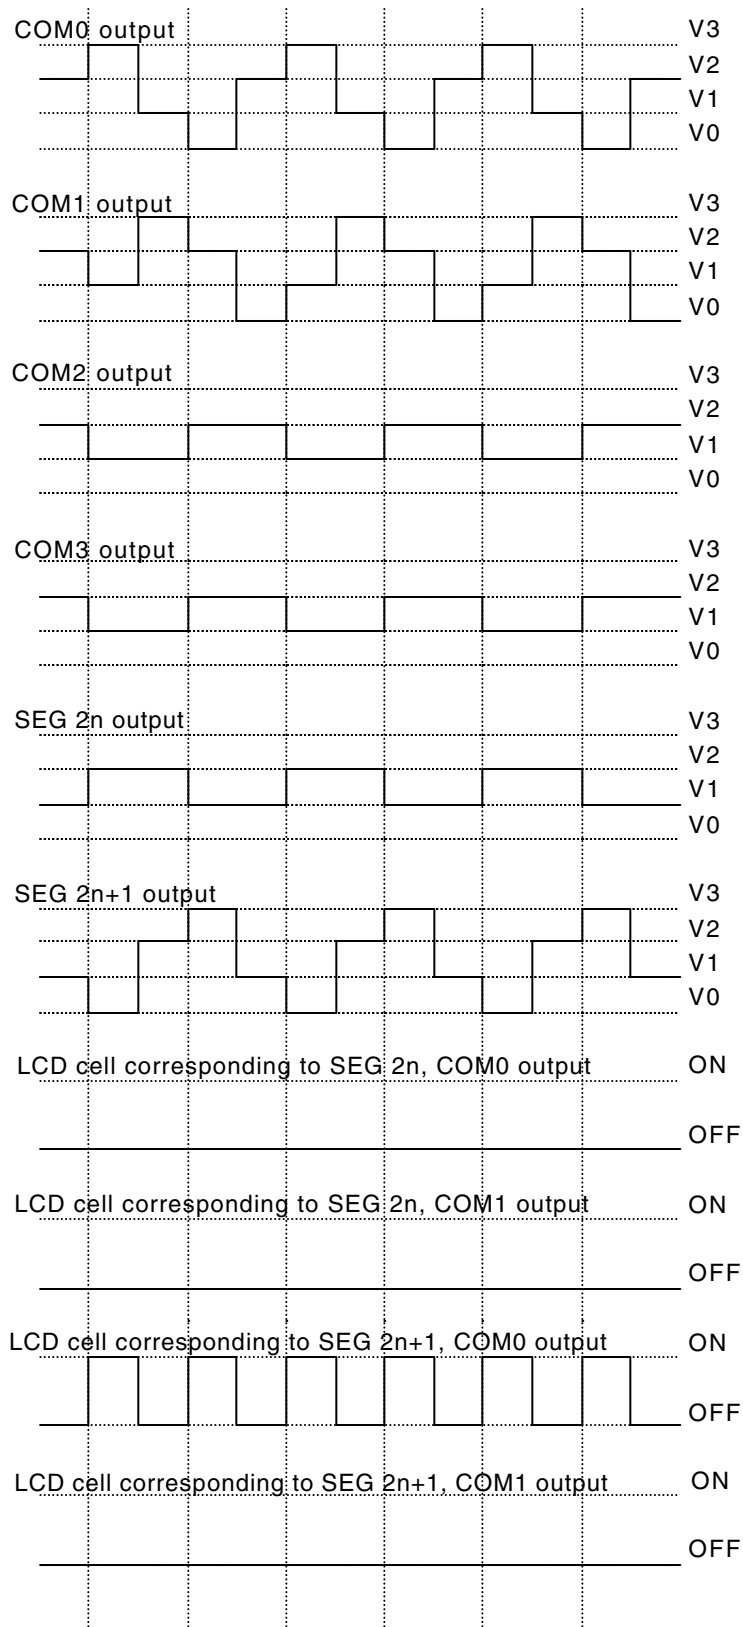 COM0 output V3
V2
V1
V0
COM1 output V3
V2
V1
V0
COM2 output V3
V2
V1
V0
COM3 output V3
V2
V1
V0
SEG 2n output V3
V2
V1
V0
SEG 2n+1 output V3
V2
V1
V0
LCD cell corresponding to SEG 2n, COM0 output ON
OFF
LCD cell corresponding to SEG 2n, COM1 output ON
OFF
LCD cell corresponding to SEG 2n+1, COM0 output ON
OFF
LCD cell corresponding to SEG 2n+1, COM1 output ON
OFF